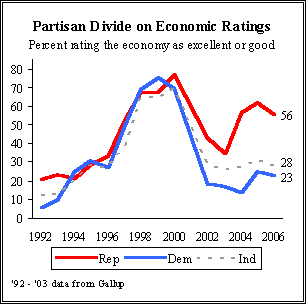 Partisan Divide on Economic Ratings
Percent rating the economy as excellent or good
80
70
60
50
40
30
20
10
0
56
28
23
1992 1994 1996 1998 2000 2002 2004 2006
Rep Dem Ind
'92 - '03 data from Gallup